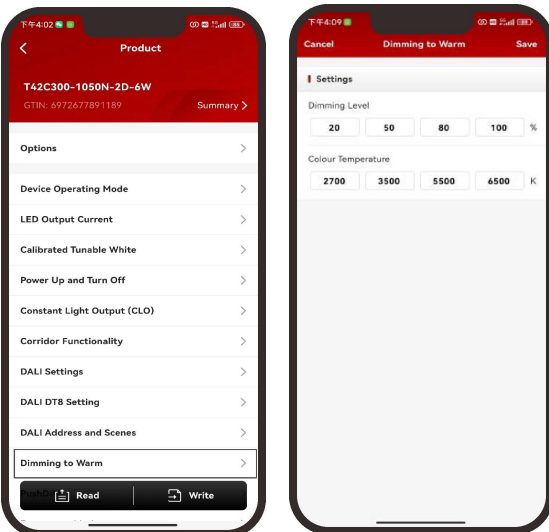 下午4:02
Product
T42C300-1050N-2D-6W
GTIN: 6972677891189
Summary
Options
Device Operating Mode
LED Output Current
Calibrated Tunable White
Power Up and Turn Off
Constant Light Output (CLO)
Corridor Functionality
DALI Settings
DALI DT8 Setting
DALI Address and Scenes
Dimming to Warm
Read Write
下午4:09
Cancel Dimming to Warm Save
Settings
Dimming Level
20 50 80 100 %
Colour Temperature
2700 3500 5500 6500 K